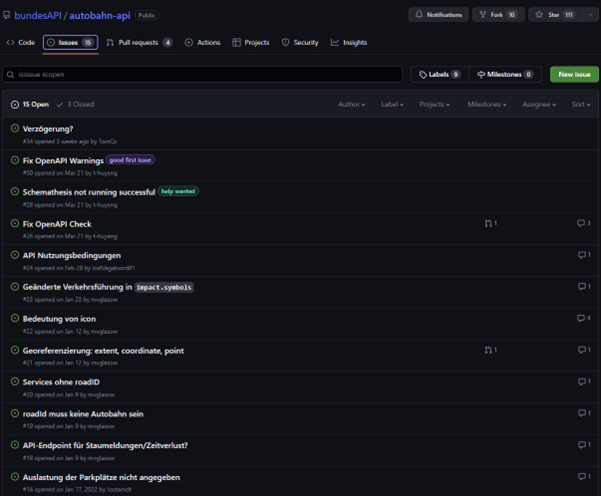 bundesAPI / autobahn-api Public
Notifications Fork 10 Star 111
Code Issues 15 Pull requests 4 Actions Projects Security Insights
is:issue is:open
Labels 9 Milestones 0 New issue
15 Open 3 Closed Author Label Projects Milestones Assignee Sort
Verzögerung?
#34 opened 3 weeks ago by TomQv
Fix OpenAPI Warnings good first issue
#30 opened on Mar 21 by t-huyeng
Schemathesis not running successful help wanted
#28 opened on Mar 21 by t-huyeng
Fix OpenAPI Check 1 3
#26 opened on Mar 21 by t-huyeng
API Nutzungsbedingungen 1
#24 opened on Feb 26 by lostVagabond81
Geänderte Verkehrsführung in impact.symbols 1
#23 opened on Jan 23 by mvglasow
Bedeutung von icon 4
#22 opened on Jan 12 by mvglasow
Georeferenzierung: extent, coordinate, point 1 1
#21 opened on Jan 12 by mvglasow
Services ohne roadID 1
#20 opened on Jan 9 by mvglasow
roadId muss keine Autobahn sein 1
#19 opened on Jan 9 by mvglasow
API-Endpoint für Staumeldungen/Zeitverlust? 1
#18 opened on Jan 9 by mvglasow
Auslastung der Parkplätze nicht angegeben 1
#14 opened on Jan 17, 2022 by